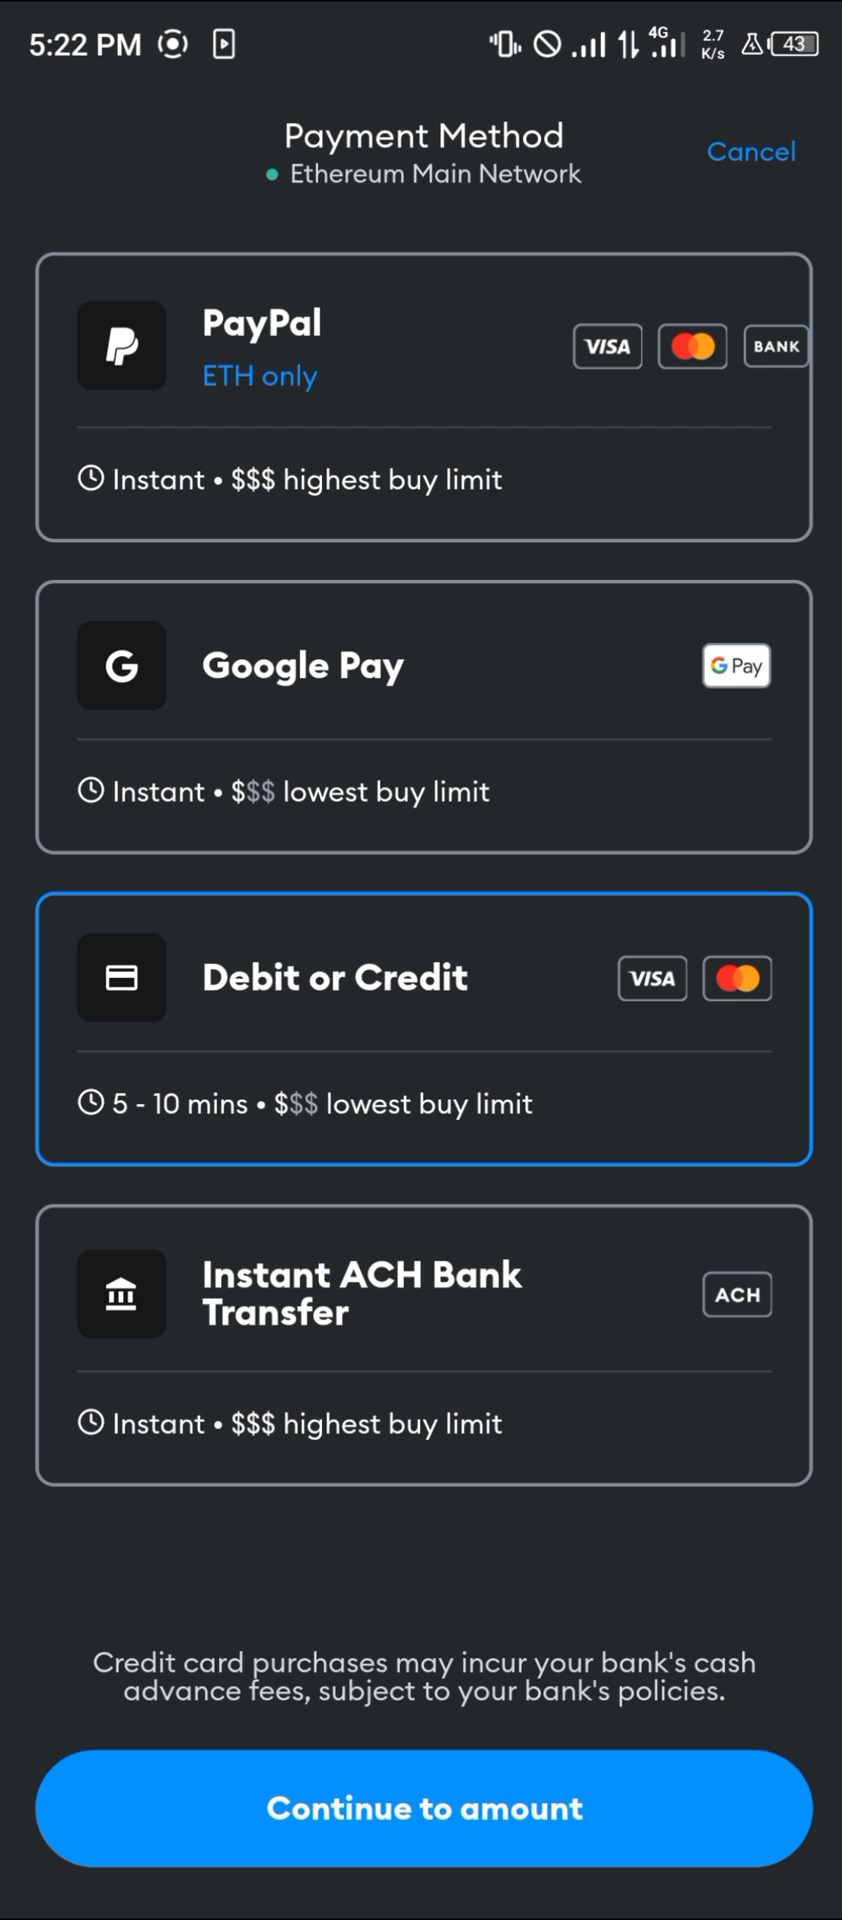 5:22 PM
4G
2.7
K/s
43
Payment Method
Cancel
Ethereum Main Network
PayPal
VISA
BANK
ETH only
Instant • $$$ highest buy limit
G
Google Pay
G Pay
Instant • $$$ lowest buy limit
Debit or Credit
VISA
5 - 10 mins • $$$ lowest buy limit
Instant ACH Bank
Transfer
ACH
Instant • $$$ highest buy limit
Credit card purchases may incur your bank's cash
advance fees, subject to your bank's policies.
Continue to amount